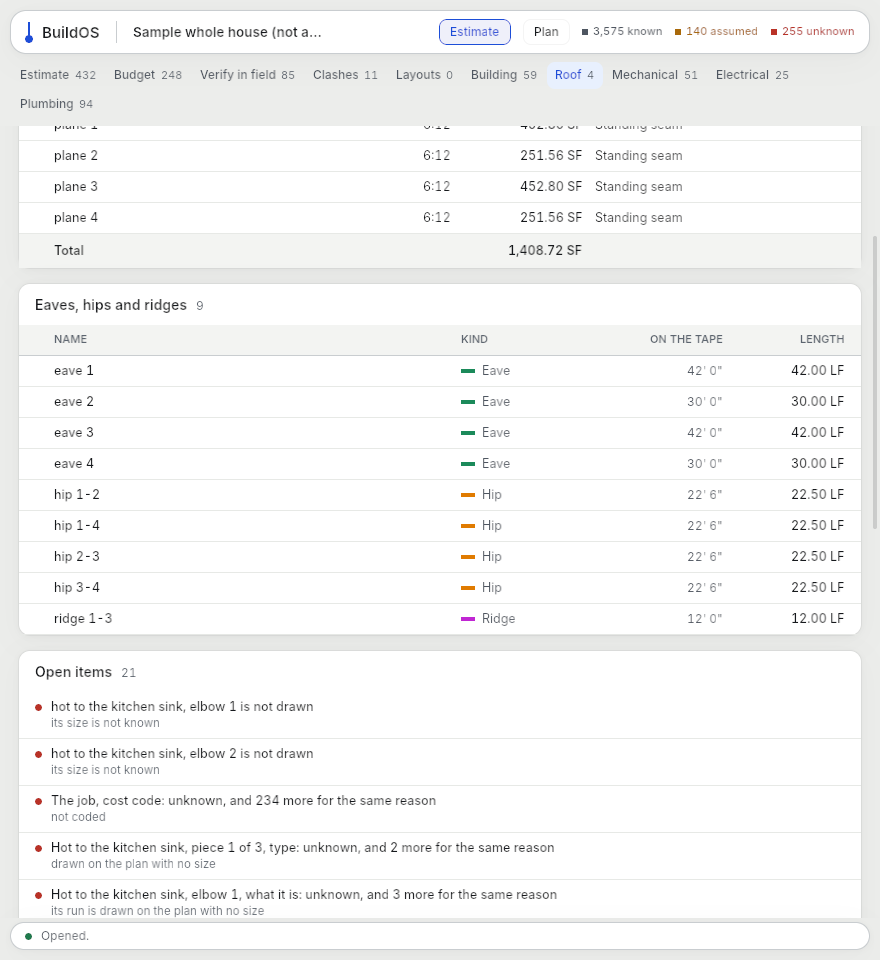 BuildOS
Sample whole house (not a...
Estimate
Plan
3,575 known
140 assumed
255 unknown
Estimate 432
Budget 248
Verify in field 85
Clashes 11
Layouts 0
Building 59
Roof 4
Mechanical 51
Electrical 25
Plumbing 94
plane 1 6:12 452.80 SF Standing seam
plane 2 6:12 251.56 SF Standing seam
plane 3 6:12 452.80 SF Standing seam
plane 4 6:12 251.56 SF Standing seam
Total 1,408.72 SF
Eaves, hips and ridges 9
NAME KIND ON THE TAPE LENGTH
eave 1 Eave 42' 0" 42.00 LF
eave 2 Eave 30' 0" 30.00 LF
eave 3 Eave 42' 0" 42.00 LF
eave 4 Eave 30' 0" 30.00 LF
hip 1-2 Hip 22' 6" 22.50 LF
hip 1-4 Hip 22' 6" 22.50 LF
hip 2-3 Hip 22' 6" 22.50 LF
hip 3-4 Hip 22' 6" 22.50 LF
ridge 1-3 Ridge 12' 0" 12.00 LF
Open items 21
hot to the kitchen sink, elbow 1 is not drawn
its size is not known
hot to the kitchen sink, elbow 2 is not drawn
its size is not known
The job, cost code: unknown, and 234 more for the same reason
not coded
Hot to the kitchen sink, piece 1 of 3, type: unknown, and 2 more for the same reason
drawn on the plan with no size
Hot to the kitchen sink, elbow 1, what it is: unknown, and 3 more for the same reason
its run is drawn on the plan with no size
Opened.